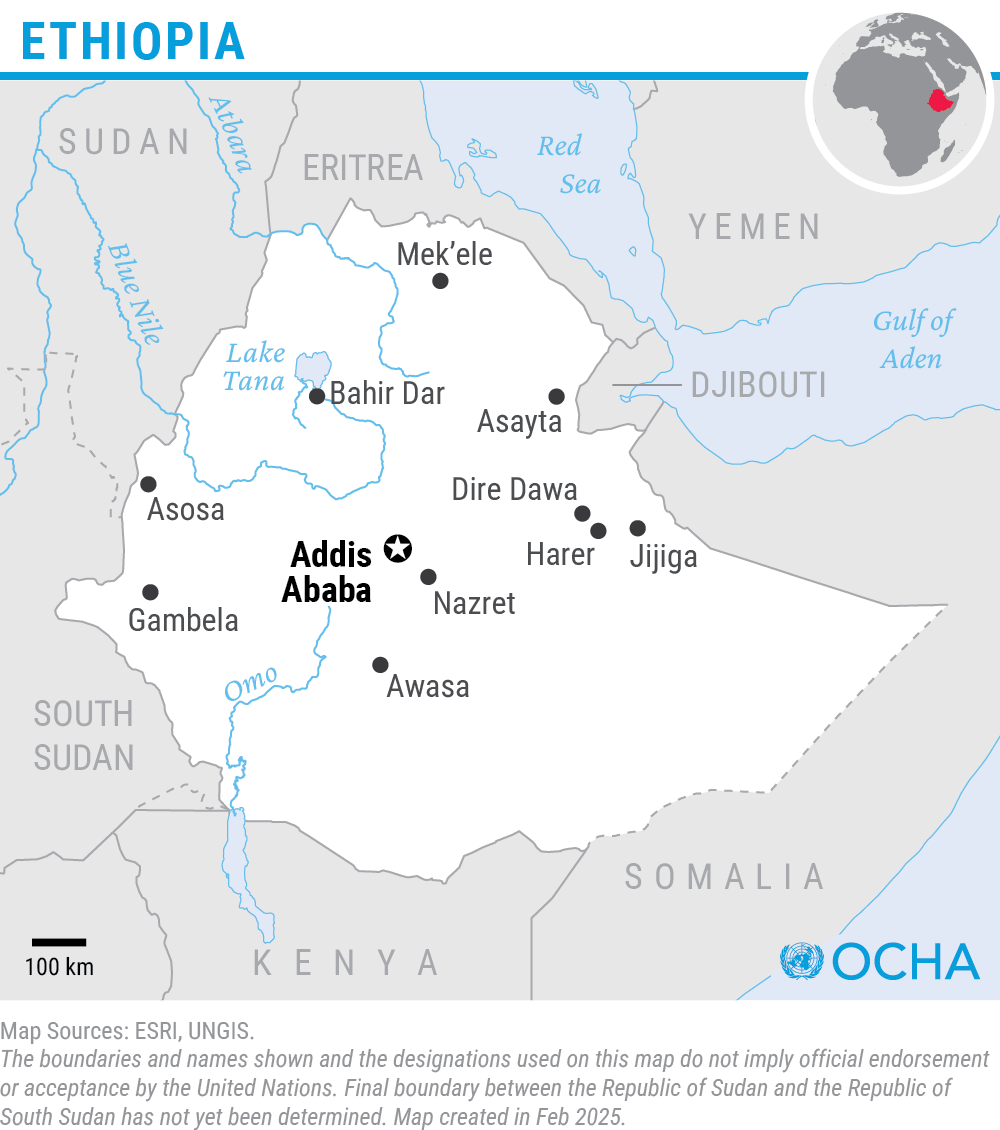 ETHIOPIA
SUDAN
Atbara
ERITREA
Red
Sea
YEMEN
Mek’ele
Blue Nile
Gulf of
Aden
Lake
Tana
Bahir Dar
DJIBOUTI
Asayta
Asosa
Dire Dawa
Harer
Jijiga
Addis
Ababa
Nazret
Gambela
Omo
Awasa
SOUTH
SUDAN
SOMALIA
KENYA
100 km
OCHA
Map Sources: ESRI, UNGIS.
The boundaries and names shown and the designations used on this map do not imply official endorsement
or acceptance by the United Nations. Final boundary between the Republic of Sudan and the Republic of
South Sudan has not yet been determined. Map created in Feb 2025.